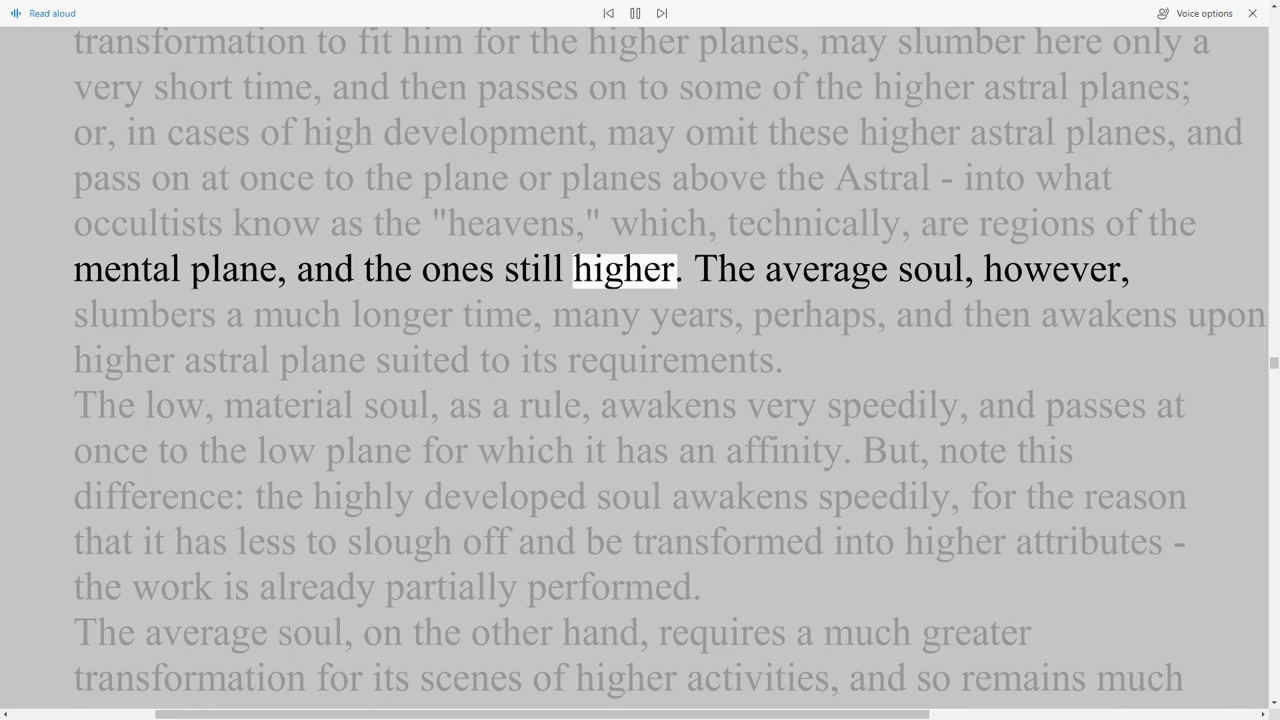 Read aloud
Voice options
transformation to fit him for the higher planes, may slumber here only a
very short time, and then passes on to some of the higher astral planes;
or, in cases of high development, may omit these higher astral planes, and
pass on at once to the plane or planes above the Astral - into what
occultists know as the "heavens," which, technically, are regions of the
mental plane, and the ones still higher. The average soul, however,
slumbers a much longer time, many years, perhaps, and then awakens upon
higher astral plane suited to its requirements.
The low, material soul, as a rule, awakens very speedily, and passes at
once to the low plane for which it has an affinity. But, note this
difference: the highly developed soul awakens speedily, for the reason
that it has less to slough off and be transformed into higher attributes -
the work is already partially performed.
The average soul, on the other hand, requires a much greater
transformation for its scenes of higher activities, and so remains much